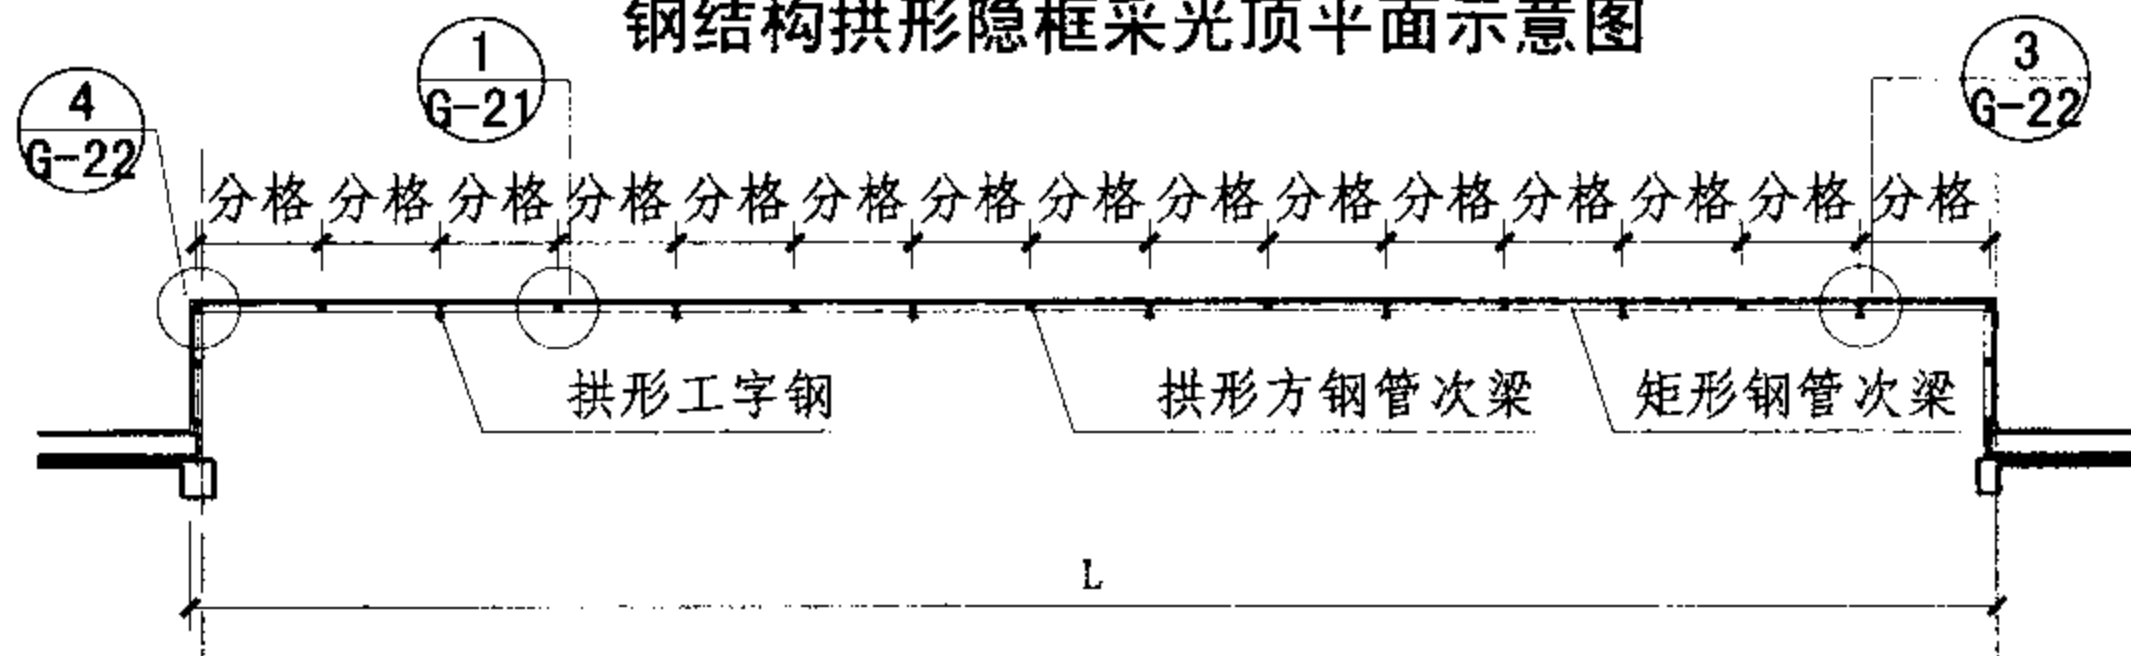 钢结构拱形隐框采光顶平面示意图
1
G-21
3
G-22
4
G-22
分格 分格 分格 分格 分格 分格 分格 分格 分格 分格 分格 分格 分格 分格 分格
拱形工字钢 拱形方钢管次梁 矩形钢管次梁
L